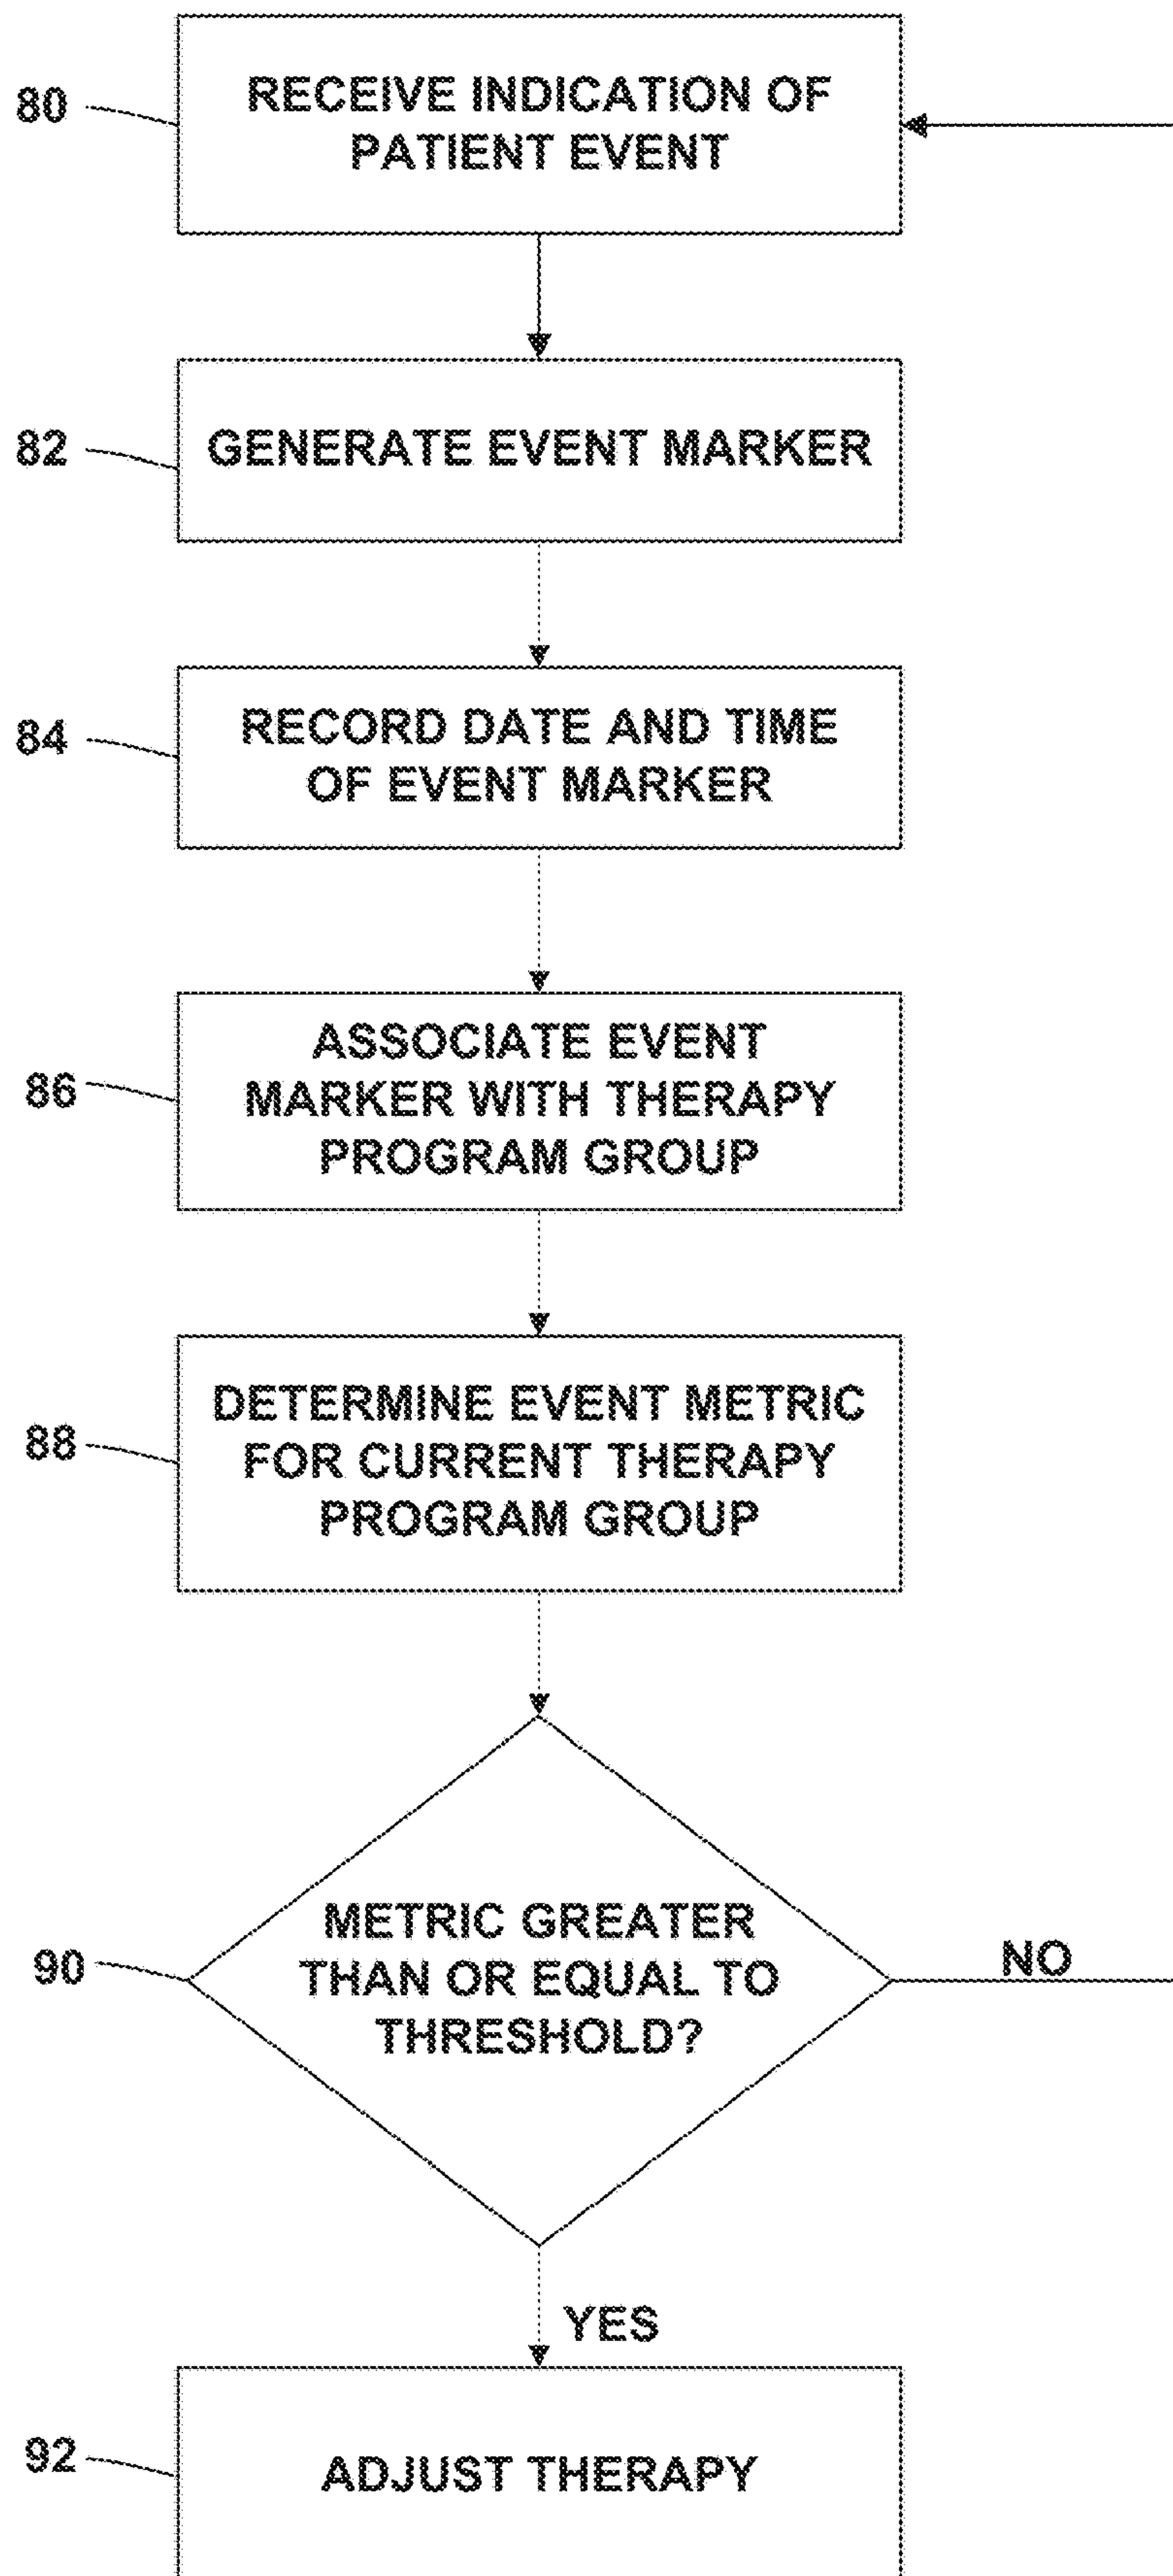 80
RECEIVE INDICATION OF
PATIENT EVENT
82
GENERATE EVENT MARKER
84
RECORD DATE AND TIME
OF EVENT MARKER
86
ASSOCIATE EVENT
MARKER WITH THERAPY
PROGRAM GROUP
88
DETERMINE EVENT METRIC
FOR CURRENT THERAPY
PROGRAM GROUP
90
METRIC GREATER
THAN OR EQUAL TO
THRESHOLD?
NO
YES
92
ADJUST THERAPY